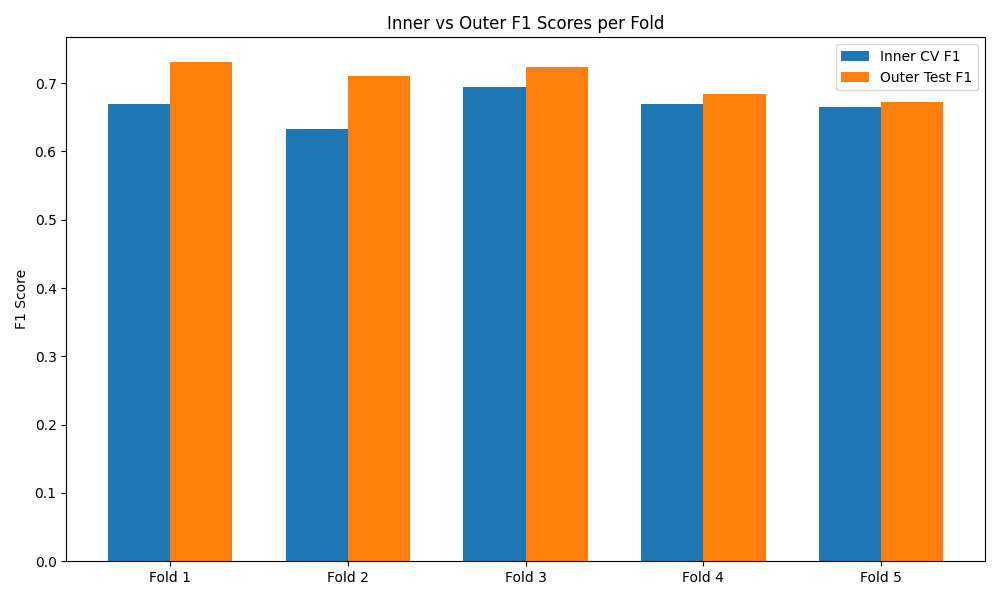 Inner vs Outer F1 Scores per Fold
Inner CV F1
Outer Test F1
F1 Score
0.7
0.6
0.5
0.4
0.3
0.2
0.1
0.0
Fold 1
Fold 2
Fold 3
Fold 4
Fold 5